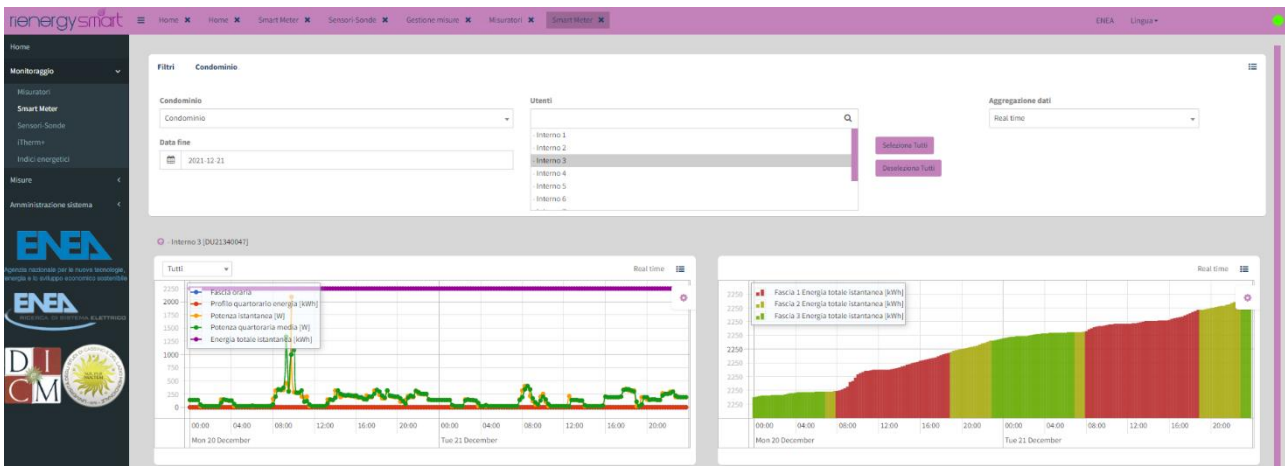 rienergysmart
Home Home Smart Meter Sensori-Sonde Gestione misure Misuratori Smart Meter ENEA Lingua
Home
Monitoraggio
Misuratori
Smart Meter
Sensori-Sonde
iTherm+
Indici energetici
Misure
Amministrazione sistema
ENEA
Agenzia nazionale per le nuove tecnologie,
energia e lo sviluppo economico sostenibile
ENEA
RICERCA DI SISTEMA ELETTRICO
D I
C M
Filtri Condominio
Condominio
Condominio
Data fine
2021-12-21
Utenti
- Interno 1
- Interno 2
- Interno 3
- Interno 4
- Interno 5
- Interno 6
Seleziona Tutti
Deseleziona Tutti
Aggregazione dati
Real time
- Interno 3 [DU21340047]
Tutti
Real time
Fascia oraria
Profilo quartorario energia [kWh]
Potenza istantanea [W]
Potenza quartoraria media [W]
Energia totale istantanea [kWh]
2250
2000
1750
1500
1250
1000
750
500
250
0
00:00 04:00 08:00 12:00 16:00 20:00 00:00 04:00 08:00 12:00 16:00 20:00
Mon 20 December Tue 21 December
Real time
Fascia 1 Energia totale istantanea [kWh]
Fascia 2 Energia totale istantanea [kWh]
Fascia 3 Energia totale istantanea [kWh]
2250
2250
2250
2250
2250
2250
2250
2250
2250
00:00 04:00 08:00 12:00 16:00 20:00 00:00 04:00 08:00 12:00 16:00 20:00
Mon 20 December Tue 21 December